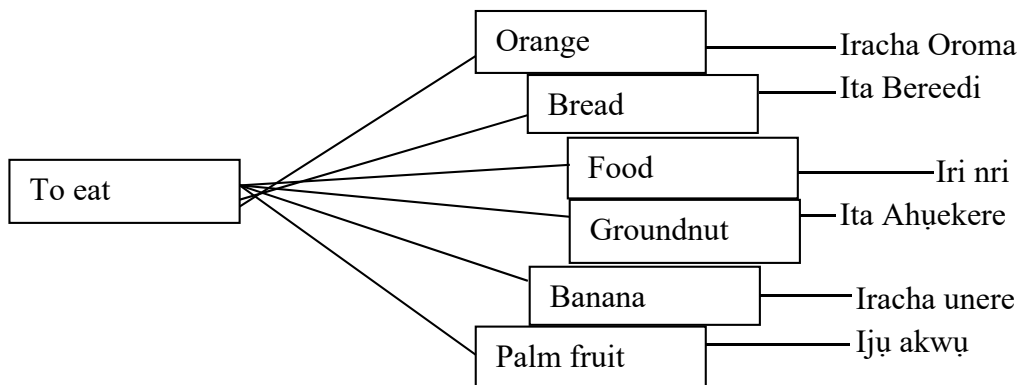 Orange
Iracha Oroma
Bread
Ita Bereedi
To eat
Food
Iri nri
Groundnut
Ita Ahụekere
Banana
Iracha unere
Palm fruit
Ijụ akwụ